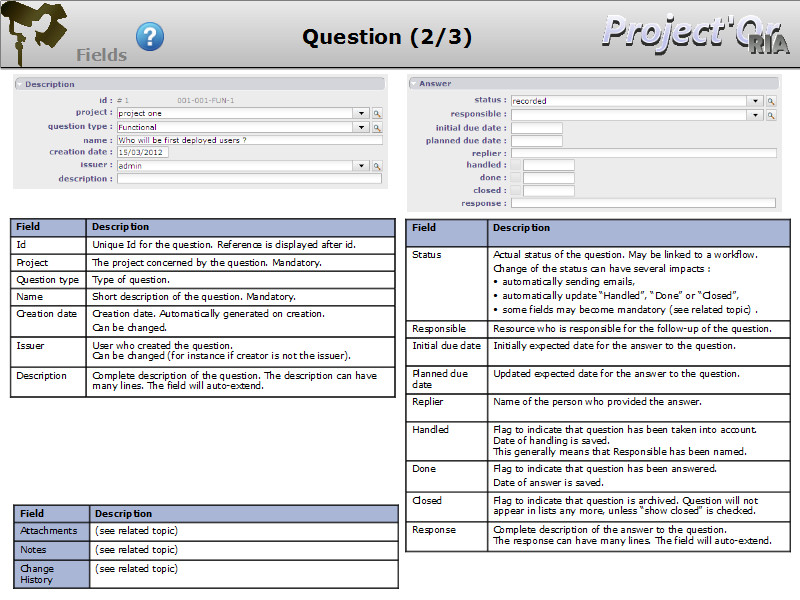 Fields
?
Question (2/3)
Project'Or
RIA
Description
id : # 1 001-001-FUN-1
project : project one
question type : Functional
name : Who will be first deployed users ?
creation date : 15/03/2012
issuer : admin
description :
Answer
status : recorded
responsible :
initial due date :
planned due date :
replier :
handled :
done :
closed :
response :
Field Description
Id Unique Id for the question. Reference is displayed after id.
Project The project concerned by the question. Mandatory.
Question type Type of question.
Name Short description of the question. Mandatory.
Creation date Creation date. Automatically generated on creation.
Can be changed.
Issuer User who created the question.
Can be changed (for instance if creator is not the issuer).
Description Complete description of the question. The description can have
many lines. The field will auto-extend.
Field Description
Attachments (see related topic)
Notes (see related topic)
Change (see related topic)
History
Field Description
Status Actual status of the question. May be linked to a workflow.
Change of the status can have several impacts :
• automatically sending emails,
• automatically update “Handled”, “Done” or “Closed”,
• some fields may become mandatory (see related topic) .
Responsible Resource who is responsible for the follow-up of the question.
Initial due date Initially expected date for the answer to the question.
Planned due Updated expected date for the answer to the question.
date
Replier Name of the person who provided the answer.
Handled Flag to indicate that question has been taken into account.
Date of handling is saved.
This generally means that Responsible has been named.
Done Flag to indicate that question has been answered.
Date of answer is saved.
Closed Flag to indicate that question is archived. Question will not
appear in lists any more, unless “show closed” is checked.
Response Complete description of the answer to the question.
The response can have many lines. The field will auto-extend.